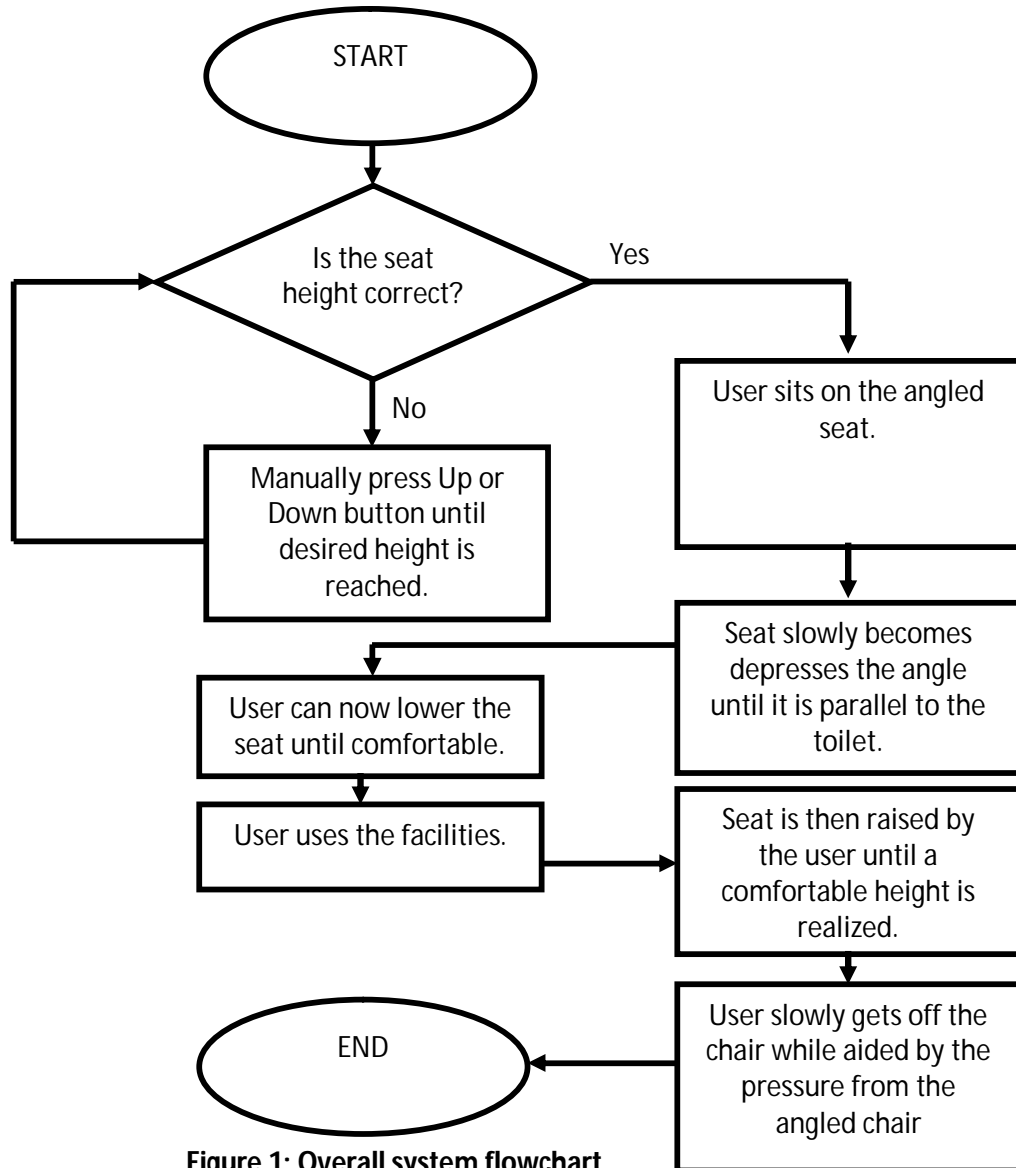 START
Is the seat
height correct?
Yes
No
Manually press Up or
Down button until
desired height is
reached.
User sits on the angled
seat.
Seat slowly becomes
depresses the angle
until it is parallel to the
toilet.
User can now lower the
seat until comfortable.
User uses the facilities.
Seat is then raised by
the user until a
comfortable height is
realized.
User slowly gets off the
chair while aided by the
pressure from the
angled chair
END
Figure 1: Overall system flowchart